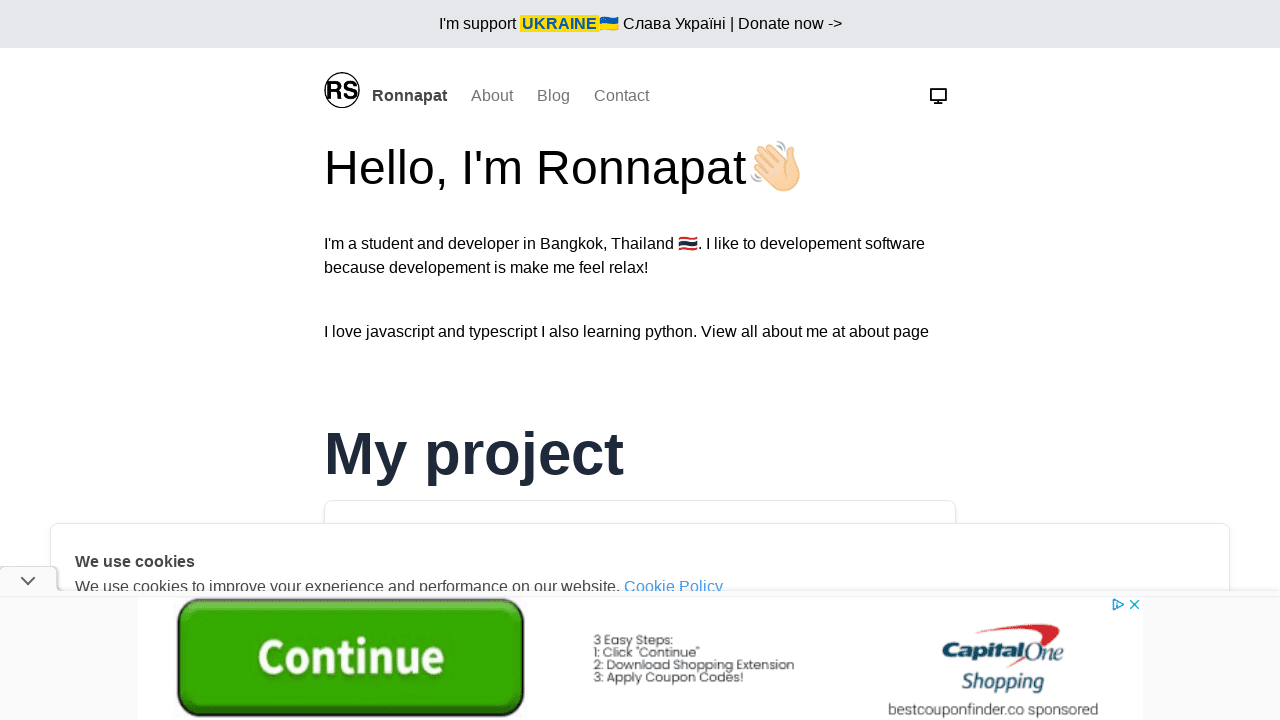 I'm support UKRAINE🇺🇦 Слава Україні | Donate now ->
RS Ronnapat About Blog Contact
Hello, I'm Ronnapat👋🏻
I'm a student and developer in Bangkok, Thailand 🇹🇭. I like to developement software
because developement is make me feel relax!
I love javascript and typescript I also learning python. View all about me at about page
My project
We use cookies
We use cookies to improve your experience and performance on our website. Cookie Policy
Continue
3 Easy Steps:
1: Click "Continue"
2: Download Shopping Extension
3: Apply Coupon Codes!
Capital One
Shopping
bestcouponfinder.co sponsored